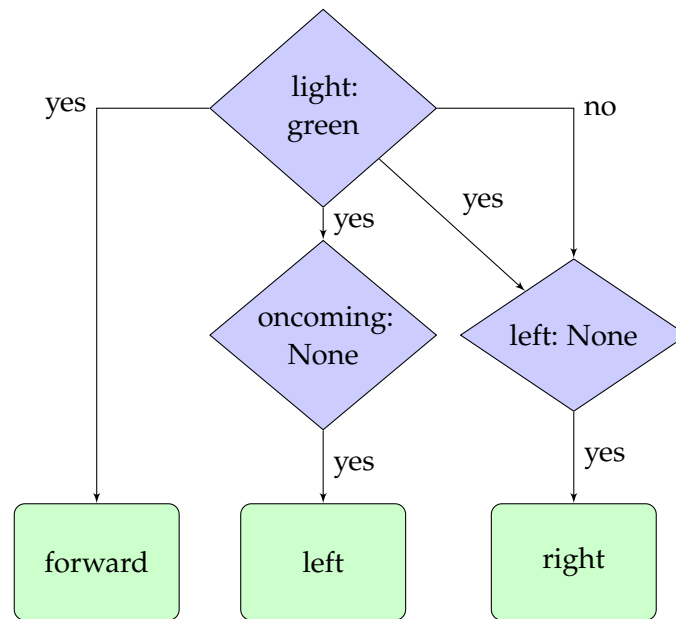 light:
green
yes
no
yes
yes
oncoming:
None
left: None
yes
yes
forward
left
right